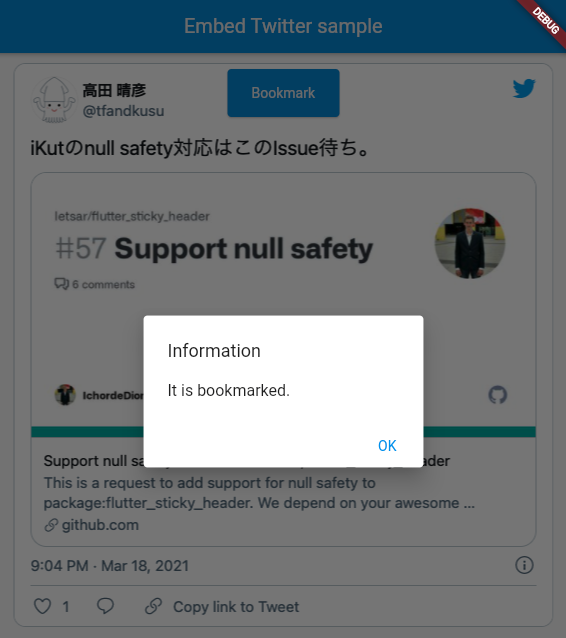 Embed Twitter sample
DEBUG
高田 晴彦
@tfandkusu
Bookmark
iKutのnull safety対応はこのIssue待ち。
letsar/flutter_sticky_header
#57 Support null safety
6 comments
Information
It is bookmarked.
OK
Support null
This is a request to add support for null safety to
package:flutter_sticky_header. We depend on your awesome ...
github.com
9:04 PM · Mar 18, 2021
1
Copy link to Tweet